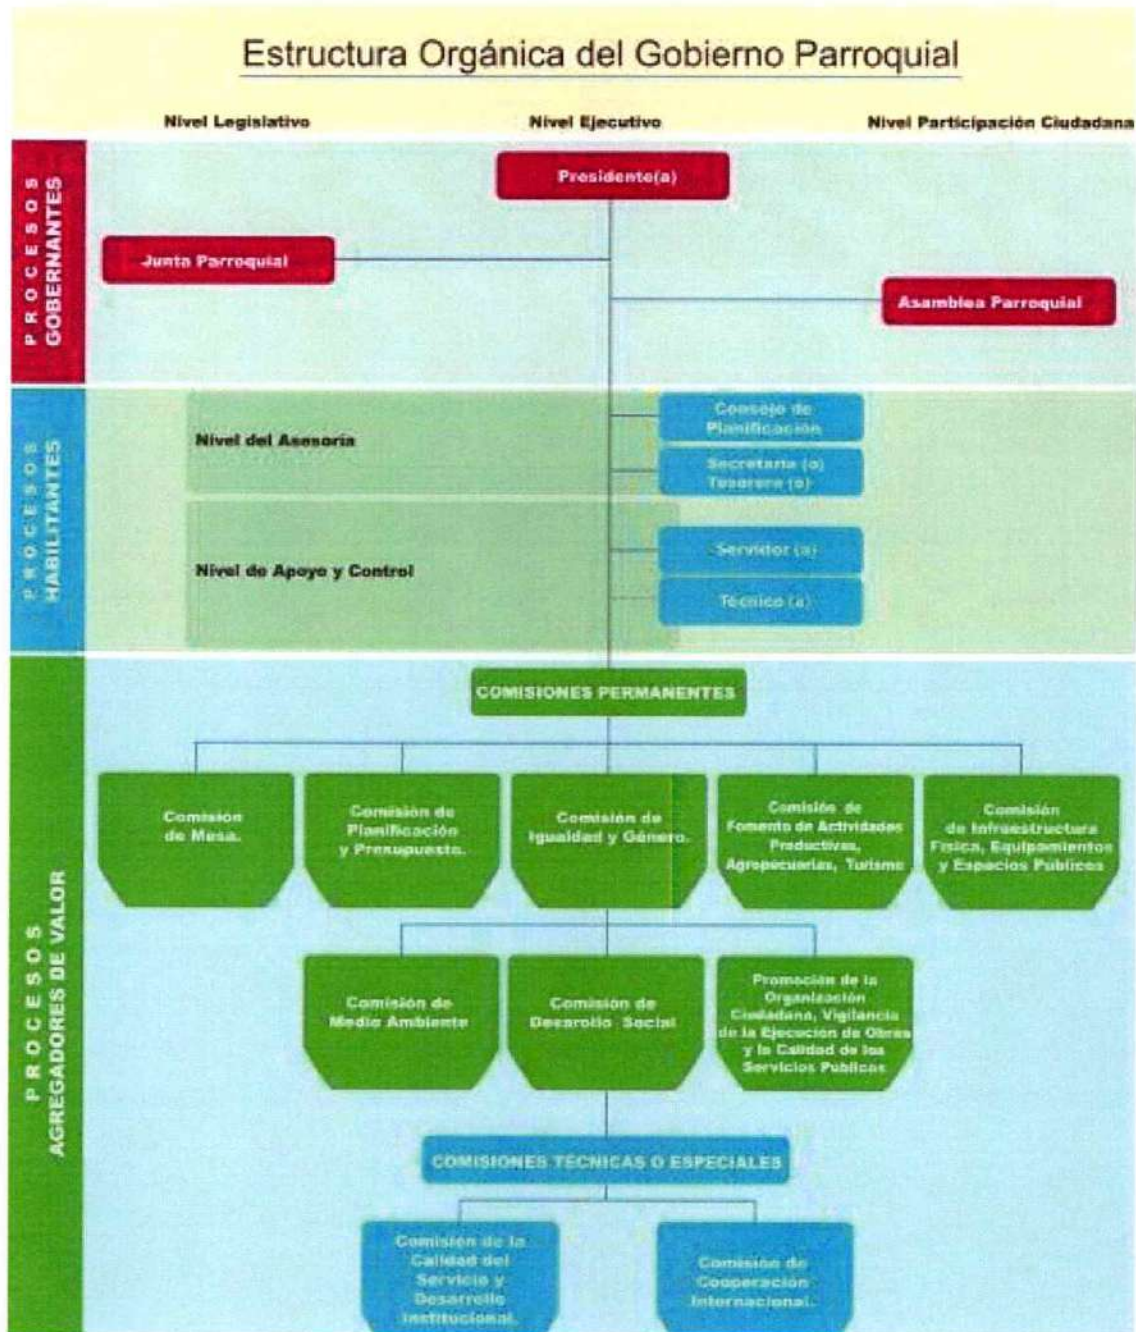 Estructura Orgánica del Gobierno Parroquial
Nivel Legislativo
Nivel Ejecutivo
Nivel Participación Ciudadana
PROCESOS
GOBERNANTES
Presidente(a)
Junta Parroquial
Asamblea Parroquial
PROCESOS
HABILITANTES
Nivel del Asesoría
Consejo de
Planificación
Secretaria (o)
Tesorero (o)
Nivel de Apoyo y Control
Servidor (a)
Técnico (a)
PROCESOS
AGREGADORES DE VALOR
COMISIONES PERMANENTES
Comisión
de Mesa.
Comisión de
Planificación
y Presupuesto.
Comisión de
Igualdad y Género.
Comisión de
Fomento de Actividades
Productivas,
Agropecuarias, Turismo
Comisión
de Infraestructura
Física, Equipamientos
y Espacios Públicos
Comisión de
Medio Ambiente
Comisión de
Desarollo Social
Promoción de la
Organización
Ciudadana, Vigilancia
de la Ejecución de Obras
y la Calidad de los
Servicios Públicos
COMISIONES TÉCNICAS O ESPECIALES
Comisión de la
Calidad del
Servicio y
Desarrollo
Institucional.
Comisión de
Cooperación
Internacional.